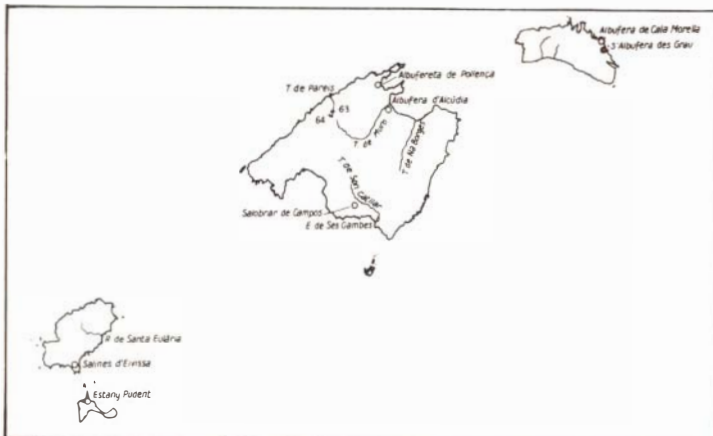 Albufera de Cala Morella
S'Albufera des Grau
Albufereta de Pollença
T. de Pareis
Albufera d'Alcúdia
63
64
T. de Muro
T. de Na Borges
T. de Son Catllar
Salobrar de Campos
E. de Ses Gambes
R. de Santa Eulària
Salines d'Eivissa
Estany Pudent